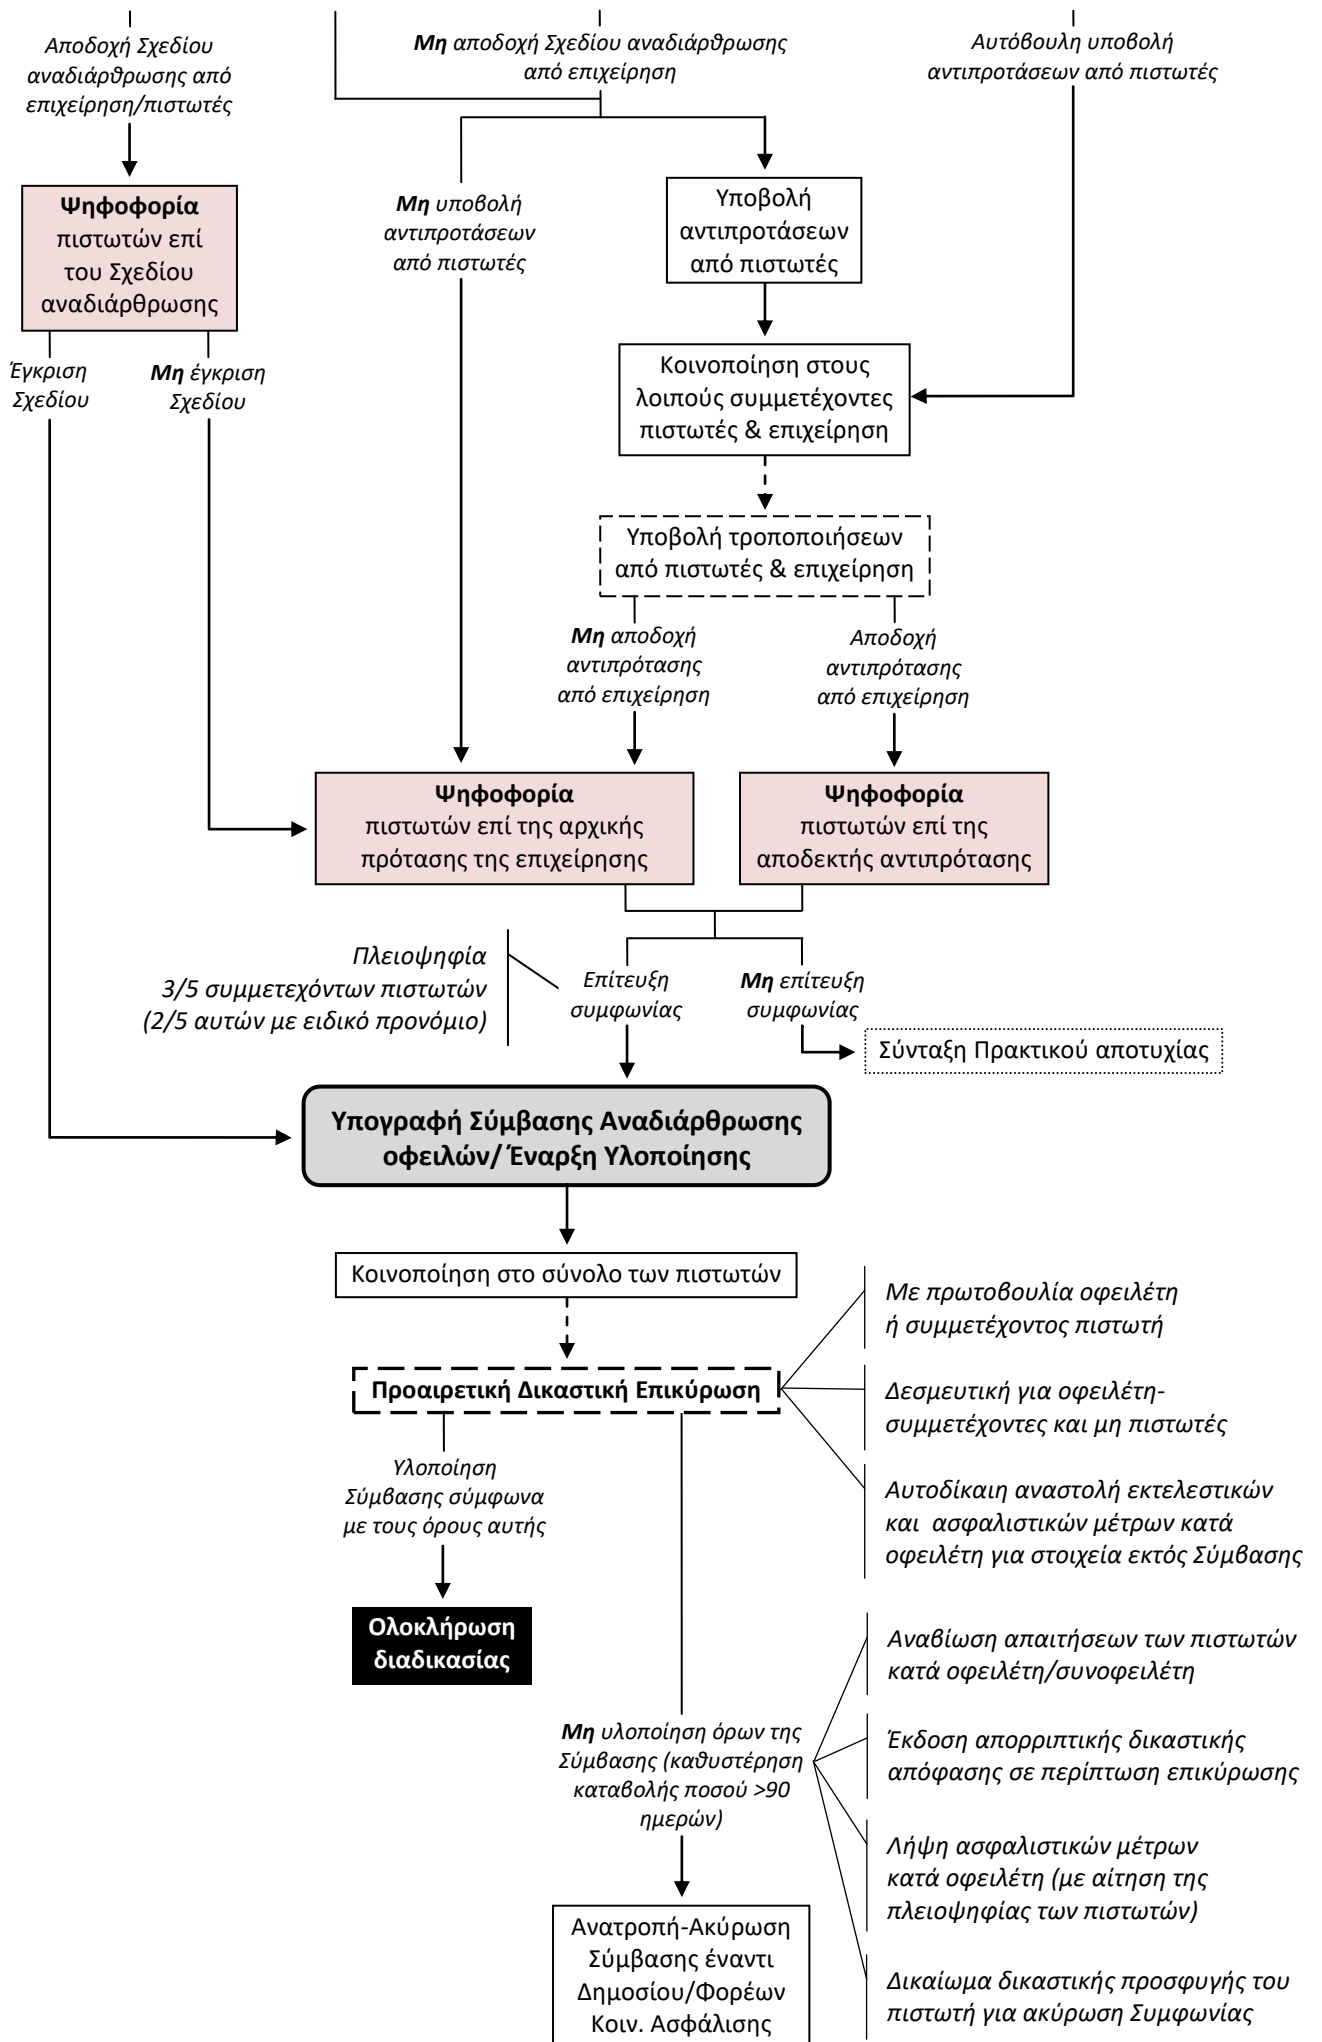 Αποδοχή Σχεδίου
αναδιάρθρωσης από
επιχείρηση/πιστωτές
Μη αποδοχή Σχεδίου αναδιάρθρωσης
από επιχείρηση
Αυτόβουλη υποβολή
αντιπροτάσεων από πιστωτές
Ψηφοφορία
πιστωτών επί
του Σχεδίου
αναδιάρθρωσης
Μη υποβολή
αντιπροτάσεων
από πιστωτές
Υποβολή
αντιπροτάσεων
από πιστωτές
Έγκριση
Σχεδίου
Μη έγκριση
Σχεδίου
Κοινοποίηση στους
λοιπούς συμμετέχοντες
πιστωτές & επιχείρηση
Υποβολή τροποποιήσεων
από πιστωτές & επιχείρηση
Μη αποδοχή
αντιπρότασης
από επιχείρηση
Αποδοχή
αντιπρότασης
από επιχείρηση
Ψηφοφορία
πιστωτών επί της αρχικής
πρότασης της επιχείρησης
Ψηφοφορία
πιστωτών επί της
αποδεκτής αντιπρότασης
Πλειοψηφία
3/5 συμμετεχόντων πιστωτών
(2/5 αυτών με ειδικό προνόμιο)
Επίτευξη
συμφωνίας
Μη επίτευξη
συμφωνίας
Σύνταξη Πρακτικού αποτυχίας
Υπογραφή Σύμβασης Αναδιάρθρωσης
οφειλών/ Έναρξη Υλοποίησης
Κοινοποίηση στο σύνολο των πιστωτών
Με πρωτοβουλία οφειλέτη
ή συμμετέχοντος πιστωτή
Προαιρετική Δικαστική Επικύρωση
Δεσμευτική για οφειλέτη-
συμμετέχοντες και μη πιστωτές
Υλοποίηση
Σύμβασης σύμφωνα
με τους όρους αυτής
Αυτοδίκαιη αναστολή εκτελεστικών
και ασφαλιστικών μέτρων κατά
οφειλέτη για στοιχεία εκτός Σύμβασης
Ολοκλήρωση
διαδικασίας
Αναβίωση απαιτήσεων των πιστωτών
κατά οφειλέτη/συνοφειλέτη
Μη υλοποίηση όρων της
Σύμβασης (καθυστέρηση
καταβολής ποσού >90
ημερών)
Έκδοση απορριπτικής δικαστικής
απόφασης σε περίπτωση επικύρωσης
Λήψη ασφαλιστικών μέτρων
κατά οφειλέτη (με αίτηση της
πλειοψηφίας των πιστωτών)
Ανατροπή-Ακύρωση
Σύμβασης έναντι
Δημοσίου/Φορέων
Κοιν. Ασφάλισης
Δικαίωμα δικαστικής προσφυγής του
πιστωτή για ακύρωση Συμφωνίας